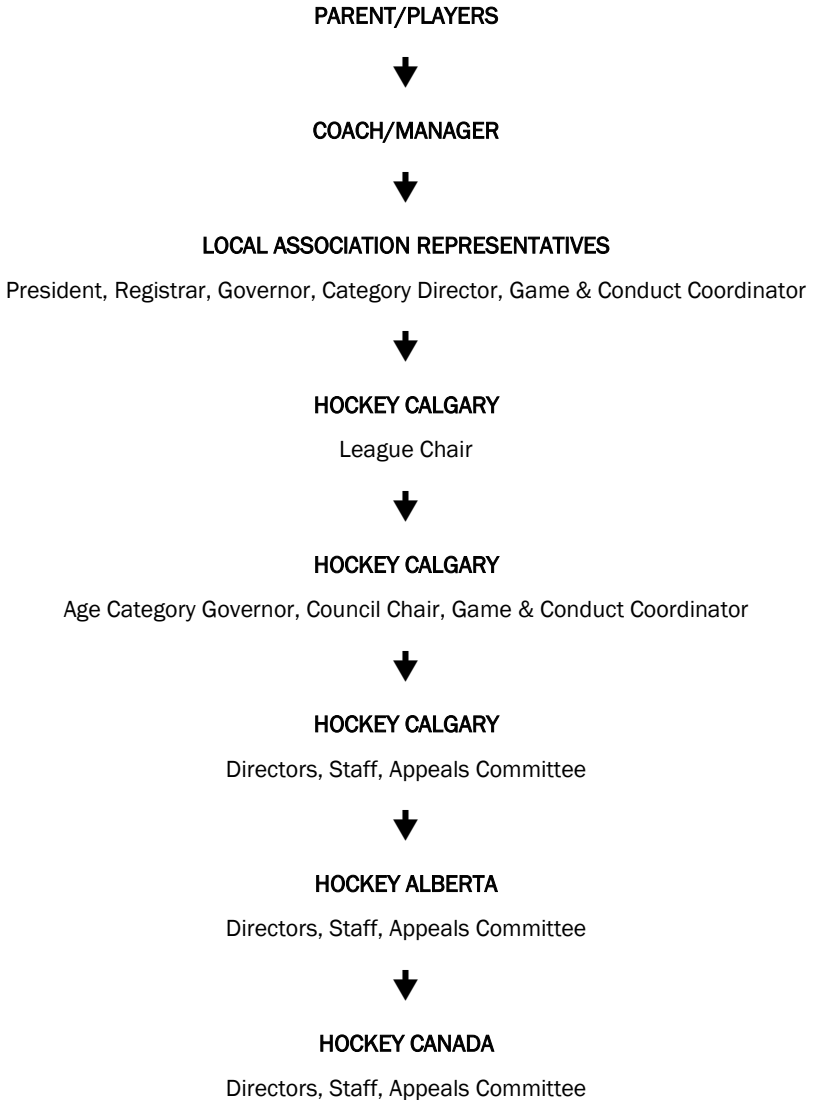 PARENT/PLAYERS
COACH/MANAGER
LOCAL ASSOCIATION REPRESENTATIVES
President, Registrar, Governor, Category Director, Game & Conduct Coordinator
HOCKEY CALGARY
League Chair
HOCKEY CALGARY
Age Category Governor, Council Chair, Game & Conduct Coordinator
HOCKEY CALGARY
Directors, Staff, Appeals Committee
HOCKEY ALBERTA
Directors, Staff, Appeals Committee
HOCKEY CANADA
Directors, Staff, Appeals Committee